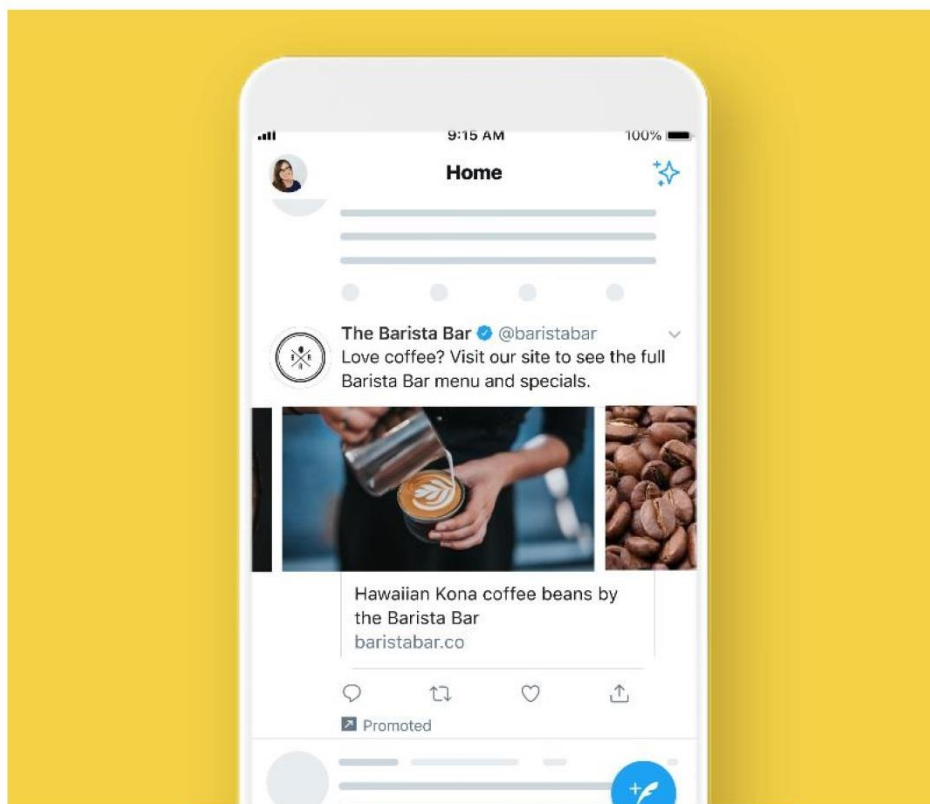 9:15 AM 100%
Home
The Barista Bar @baristabar
Love coffee? Visit our site to see the full
Barista Bar menu and specials.
Hawaiian Kona coffee beans by
the Barista Bar
baristabar.co
Promoted